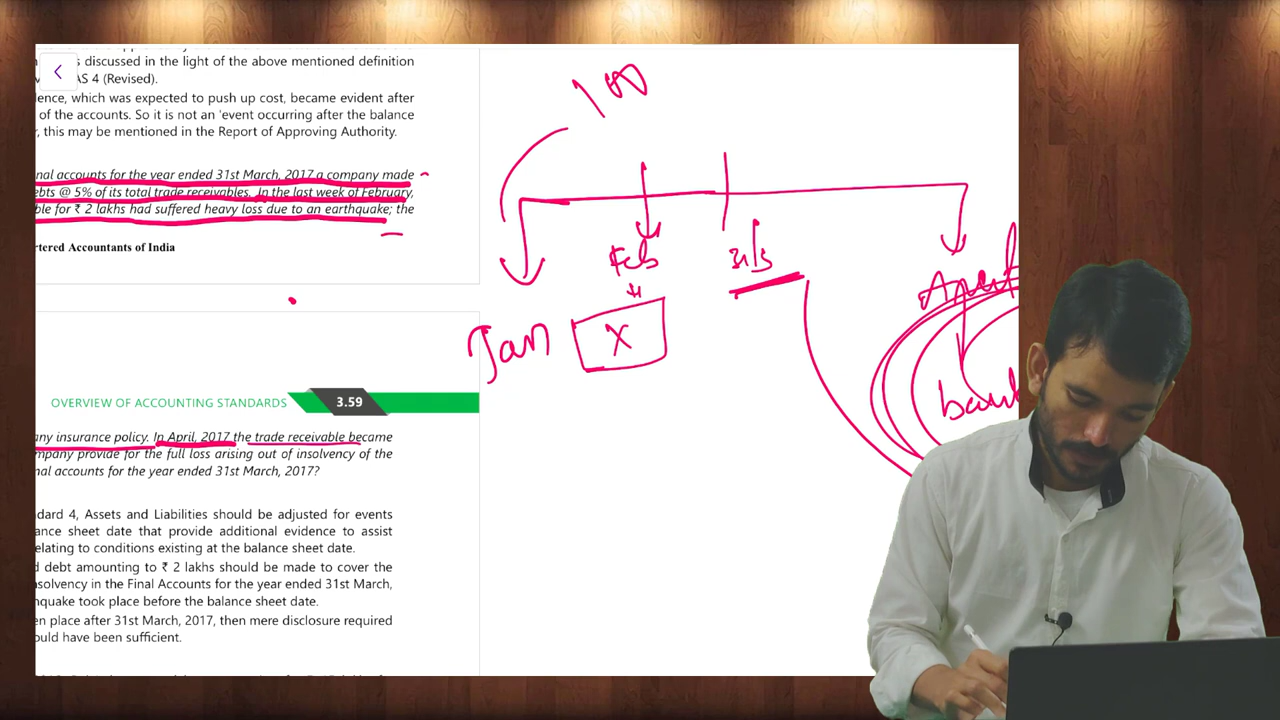 s discussed in the light of the above mentioned definition
AS 4 (Revised).
ence, which was expected to push up cost, became evident after
of the accounts. So it is not an 'event occurring after the balance
, this may be mentioned in the Report of Approving Authority.
nal accounts for the year ended 31st March, 2017 a company made
ebts @ 5% of its total trade receivables. In the last week of February,
ble for ₹ 2 lakhs had suffered heavy loss due to an earthquake; the
rtered Accountants of India
OVERVIEW OF ACCOUNTING STANDARDS 3.59
any insurance policy. In April, 2017 the trade receivable became
mpany provide for the full loss arising out of insolvency of the
nal accounts for the year ended 31st March, 2017?
dard 4, Assets and Liabilities should be adjusted for events
ance sheet date that provide additional evidence to assist
elating to conditions existing at the balance sheet date.
d debt amounting to ₹ 2 lakhs should be made to cover the
nsolvency in the Final Accounts for the year ended 31st March,
hquake took place before the balance sheet date.
en place after 31st March, 2017, then mere disclosure required
ould have been sufficient.
100
Feb
31/3
Jan
X